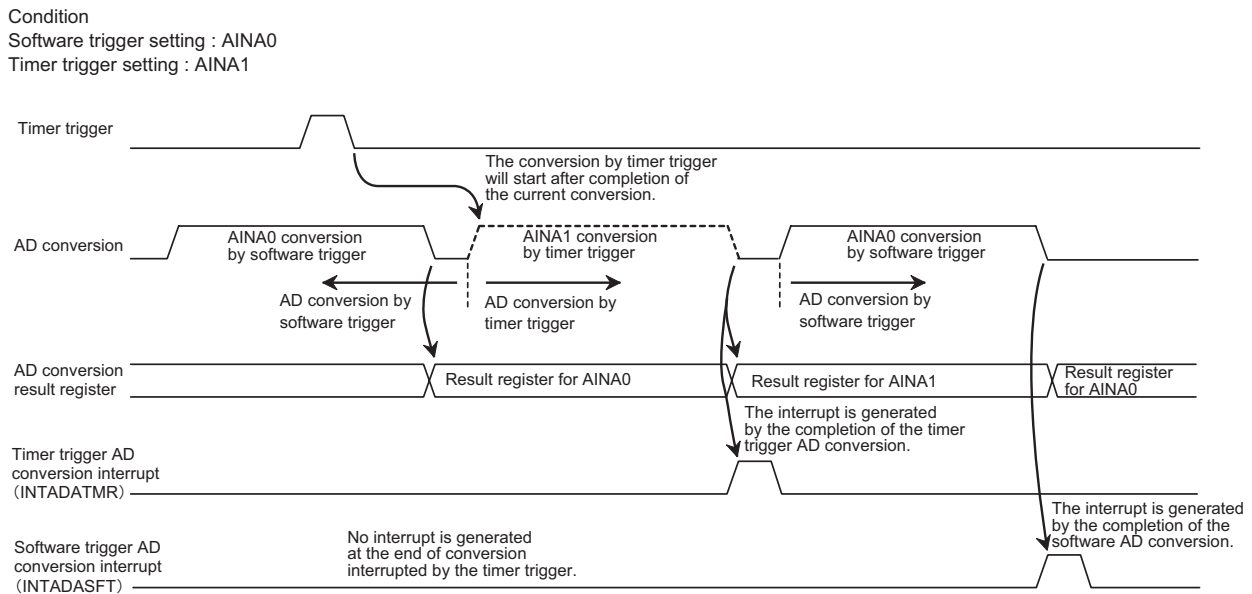 Condition
Software trigger setting : AINA0
Timer trigger setting : AINA1
Timer trigger
The conversion by timer trigger
will start after completion of
the current conversion.
AD conversion
AINA0 conversion
by software trigger
AINA1 conversion
by timer trigger
AINA0 conversion
by software trigger
AD conversion by
software trigger
AD conversion by
timer trigger
AD conversion by
software trigger
AD conversion
result register
Result register for AINA0
Result register for AINA1
Result register
for AINA0
The interrupt is generated
by the completion of the timer
trigger AD conversion.
Timer trigger AD
conversion interrupt
（INTADATMR）
The interrupt is generated
by the completion of the
software AD conversion.
Software trigger AD
conversion interrupt
（INTADASFT）
No interrupt is generated
at the end of conversion
interrupted by the timer trigger.